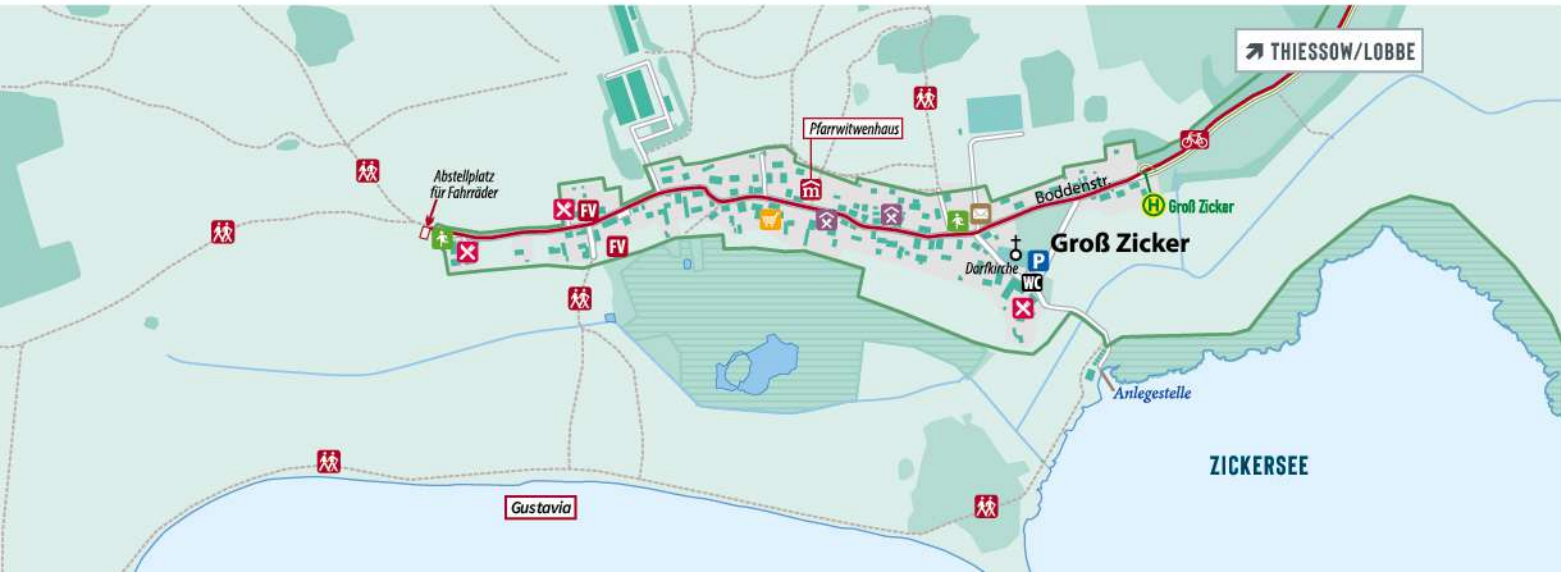 ↗ THIESSOW/LOBBE
Pfarrwitwenhaus
Abstellplatz
für Fahrräder
Boddenstr.
H Groß Zicker
FV
FV
Groß Zicker
Dorfkirche
P
WC
Anlegestelle
ZICKERSEE
Gustavia